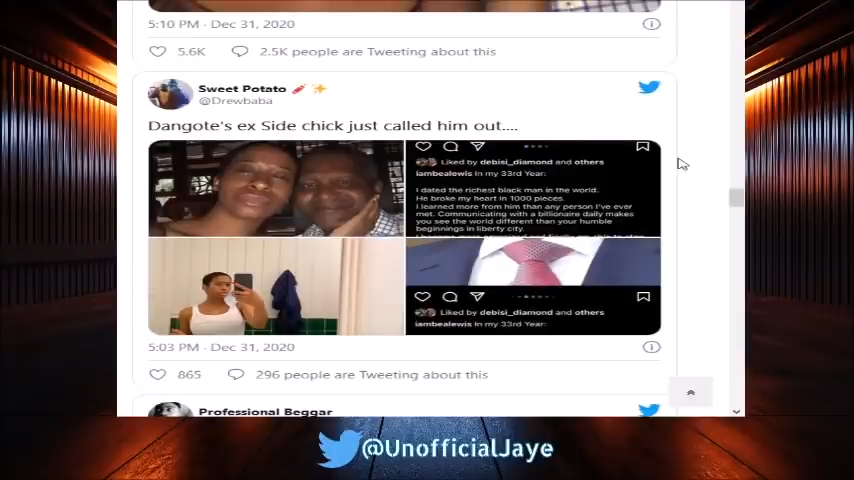 5:10 PM · Dec 31, 2020
5.6K 2.5K people are Tweeting about this
Sweet Potato
@Drewbaba
Dangote's ex Side chick just called him out....
Liked by debisi_diamond and others
iambealewis In my 33rd Year:
I dated the richest black man in the world.
He broke my heart in 1000 pieces.
I learned more from him than any person I've ever
met. Communicating with a billionaire daily makes
you see the world different than your humble
beginnings in liberty city.
Liked by debisi_diamond and others
iambealewis In my 33rd Year:
5:03 PM · Dec 31, 2020
865 296 people are Tweeting about this
Professional Beggar
@UnofficialJaye